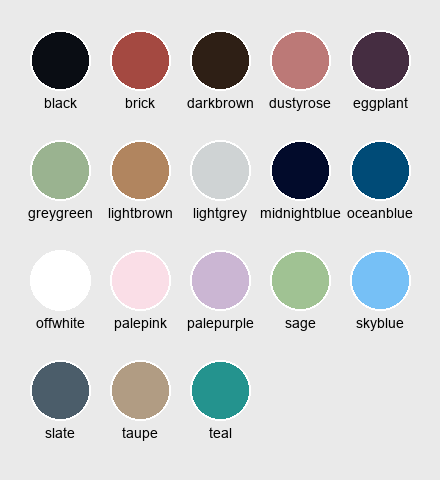 black brick darkbrown dustyrose eggplant
greygreen lightbrown lightgrey midnightblue oceanblue
offwhite palepink palepurple sage skyblue
slate taupe teal